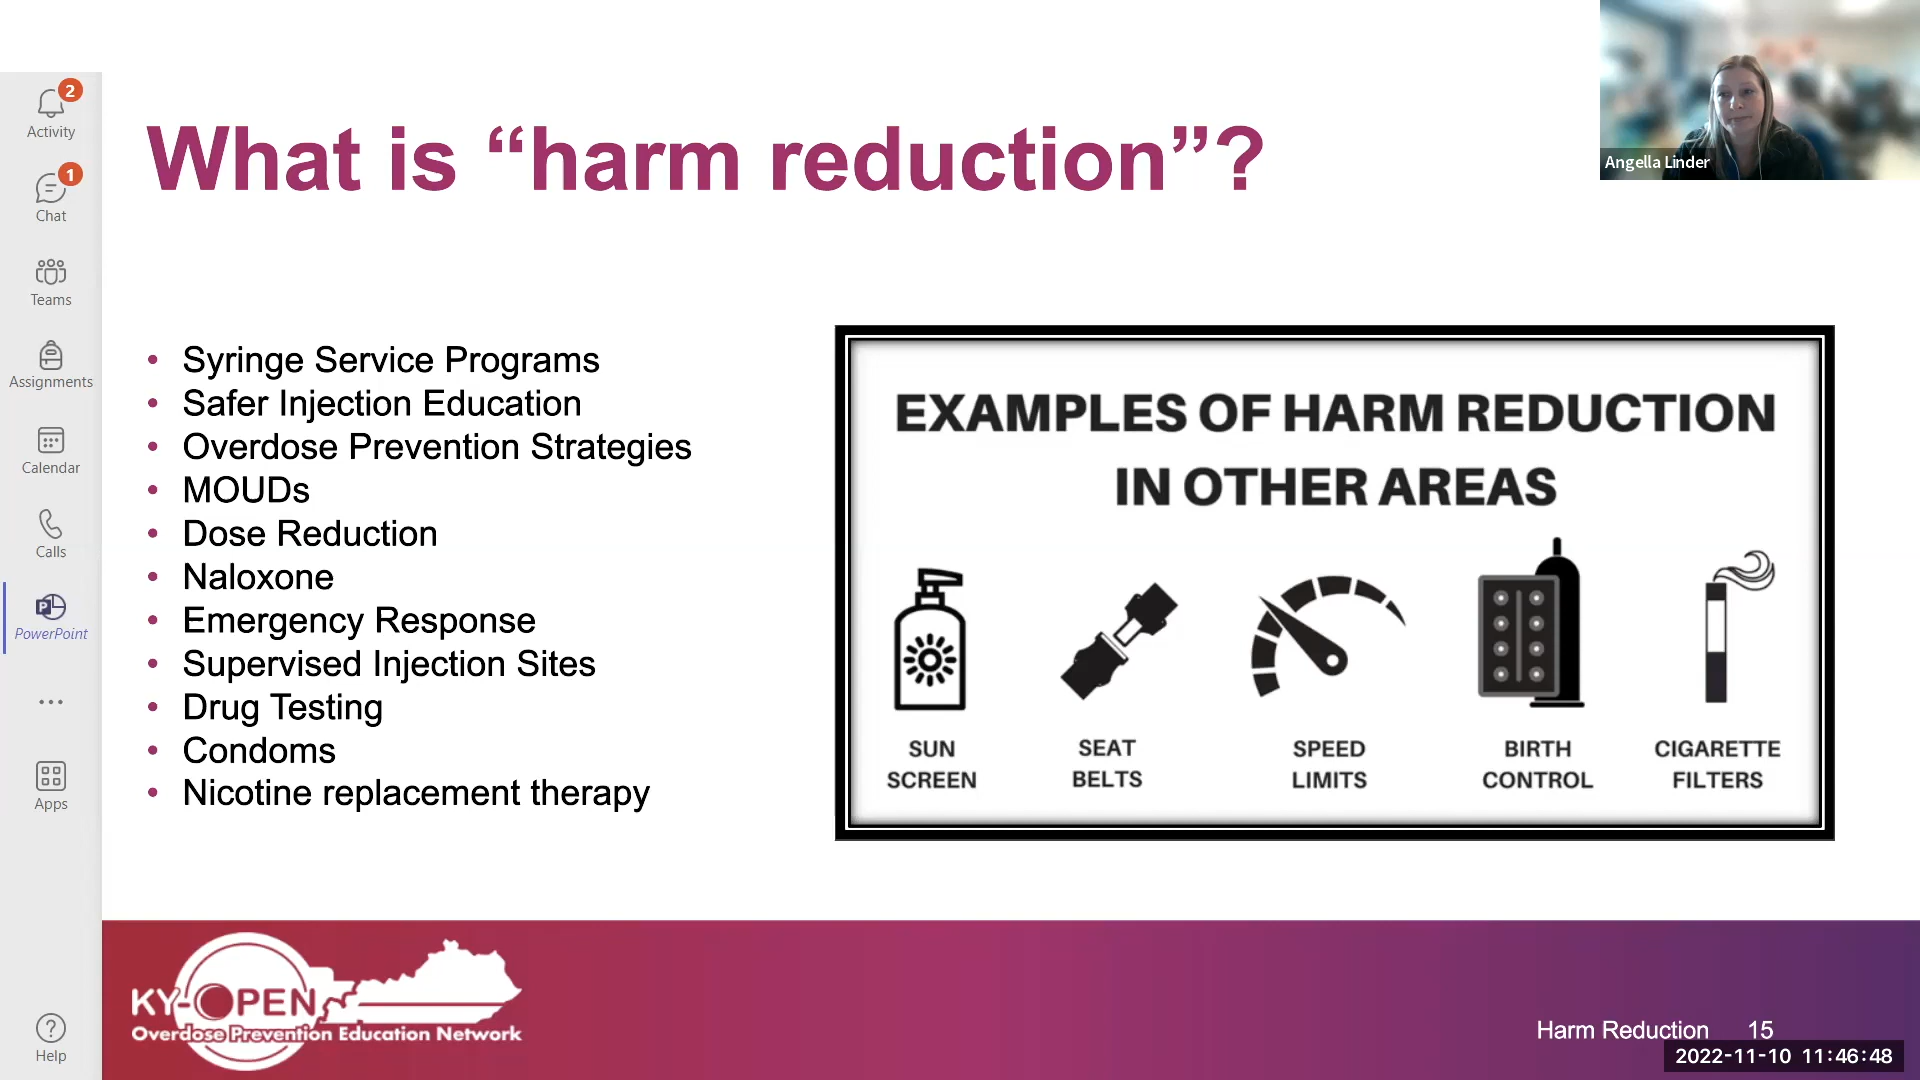 2
Activity
1
Chat
Teams
Assignments
Calendar
Calls
P
PowerPoint
...
Apps
?
Help
Angella Linder
What is “harm reduction”?
• Syringe Service Programs
• Safer Injection Education
• Overdose Prevention Strategies
• MOUDs
• Dose Reduction
• Naloxone
• Emergency Response
• Supervised Injection Sites
• Drug Testing
• Condoms
• Nicotine replacement therapy
EXAMPLES OF HARM REDUCTION
IN OTHER AREAS
SUN
SCREEN
SEAT
BELTS
SPEED
LIMITS
BIRTH
CONTROL
CIGARETTE
FILTERS
KY-OPEN
Overdose Prevention Education Network
Harm Reduction 15
2022-11-10 11:46:48